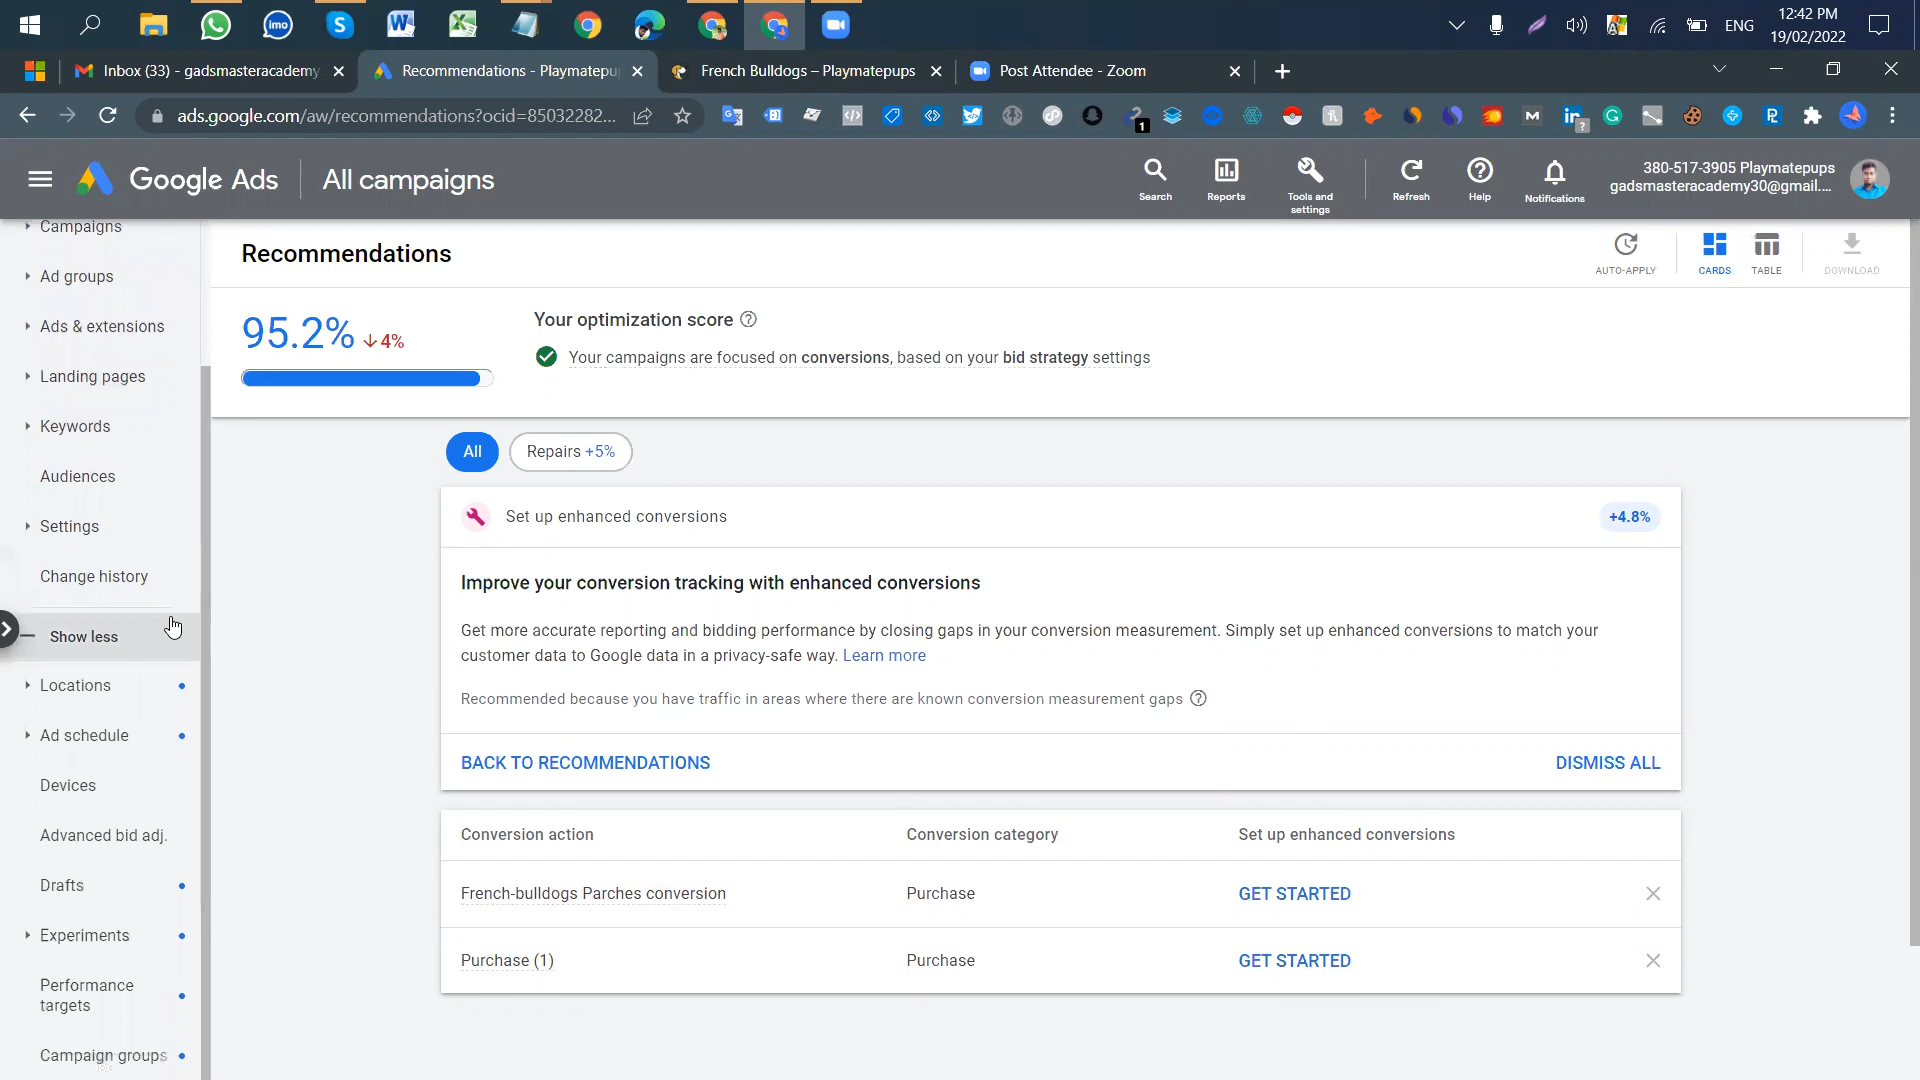 ENG
12:42 PM
19/02/2022
Inbox (33) - gadsmasteracademy
Recommendations - Playmatepu
French Bulldogs – Playmatepups
Post Attendee - Zoom
ads.google.com/aw/recommendations?ocid=85032282...
Google Ads
All campaigns
Search
Reports
Tools and
settings
Refresh
Help
Notifications
380-517-3905 Playmatepups
gadsmasteracademy30@gmail....
Campaigns
Ad groups
Ads & extensions
Landing pages
Keywords
Audiences
Settings
Change history
Show less
Locations
Ad schedule
Devices
Advanced bid adj.
Drafts
Experiments
Performance
targets
Campaign groups
Recommendations
AUTO-APPLY
CARDS
TABLE
DOWNLOAD
95.2% ↓4%
Your optimization score
Your campaigns are focused on conversions, based on your bid strategy settings
All
Repairs +5%
Set up enhanced conversions
+4.8%
Improve your conversion tracking with enhanced conversions
Get more accurate reporting and bidding performance by closing gaps in your conversion measurement. Simply set up enhanced conversions to match your
customer data to Google data in a privacy-safe way. Learn more
Recommended because you have traffic in areas where there are known conversion measurement gaps
BACK TO RECOMMENDATIONS
DISMISS ALL
Conversion action
Conversion category
Set up enhanced conversions
French-bulldogs Parches conversion
Purchase
GET STARTED
Purchase (1)
Purchase
GET STARTED